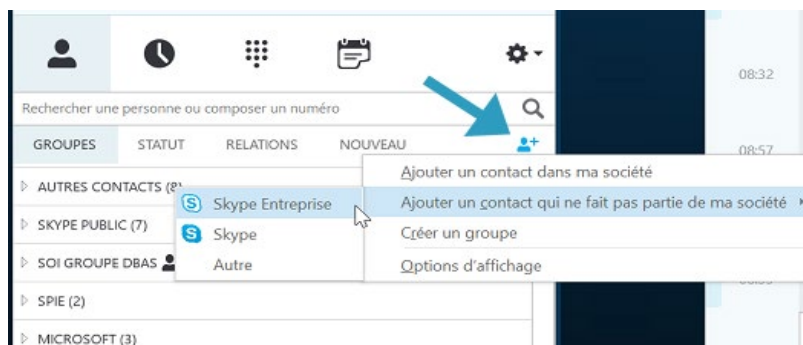 08:32
Rechercher une personne ou composer un numéro
GROUPES STATUT RELATIONS NOUVEAU
08:57
Ajouter un contact dans ma société
AUTRES CONTACTS (8)
Skype Entreprise
Ajouter un contact qui ne fait pas partie de ma société
SKYPE PUBLIC (7)
Skype
Créer un groupe
SOI GROUPE DBAS
Autre
Options d'affichage
SPIE (2)
MICROSOFT (3)